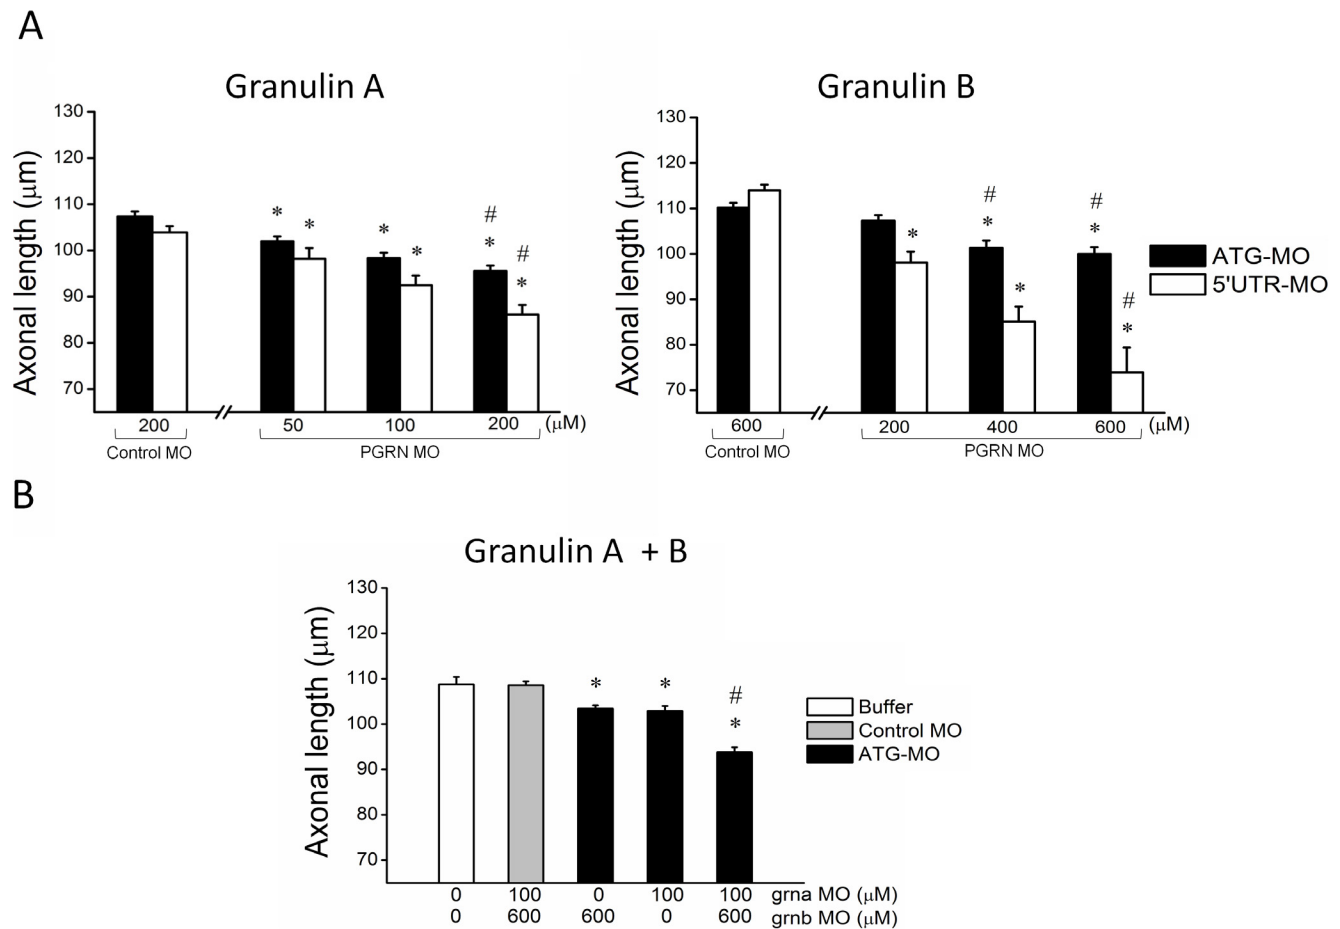 A
Granulin A
130
120
110
100
90
80
70
Axonal length (μm)
* * * * # * # *
200 50 100 200 (μM)
Control MO PGRN MO
Granulin B
130
120
110
100
90
80
70
Axonal length (μm)
* # * * # * # *
600 200 400 600 (μM)
Control MO PGRN MO
ATG-MO
5'UTR-MO
B
Granulin A + B
130
120
110
100
90
80
70
Axonal length (μm)
* * # *
Buffer
Control MO
ATG-MO
0 100 0 100 100 grna MO (μM)
0 600 600 0 600 grnb MO (μM)